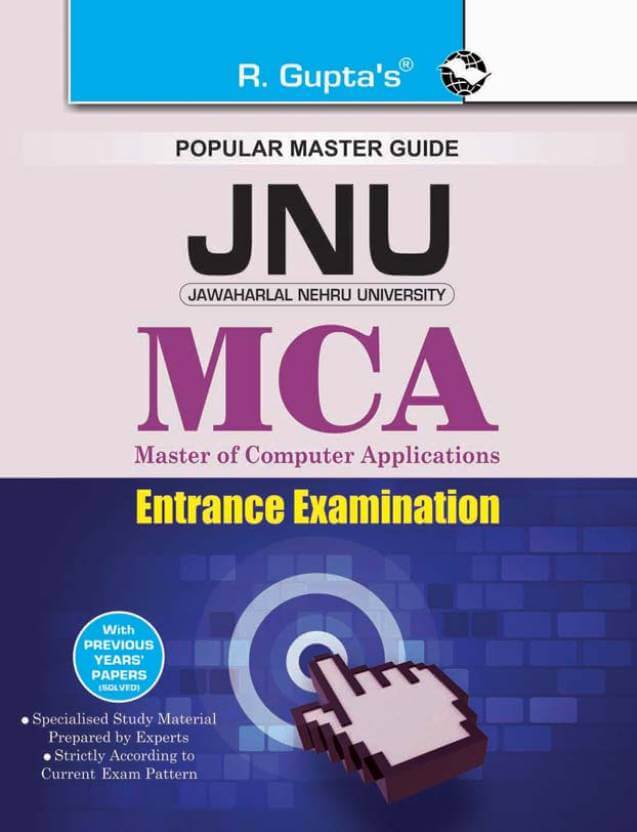 R. Gupta's®
POPULAR MASTER GUIDE
JNU
JAWAHARLAL NEHRU UNIVERSITY
MCA
Master of Computer Applications
Entrance Examination
With
PREVIOUS
YEARS'
PAPERS
(SOLVED)
● Specialised Study Material
Prepared by Experts
● Strictly According to
Current Exam Pattern